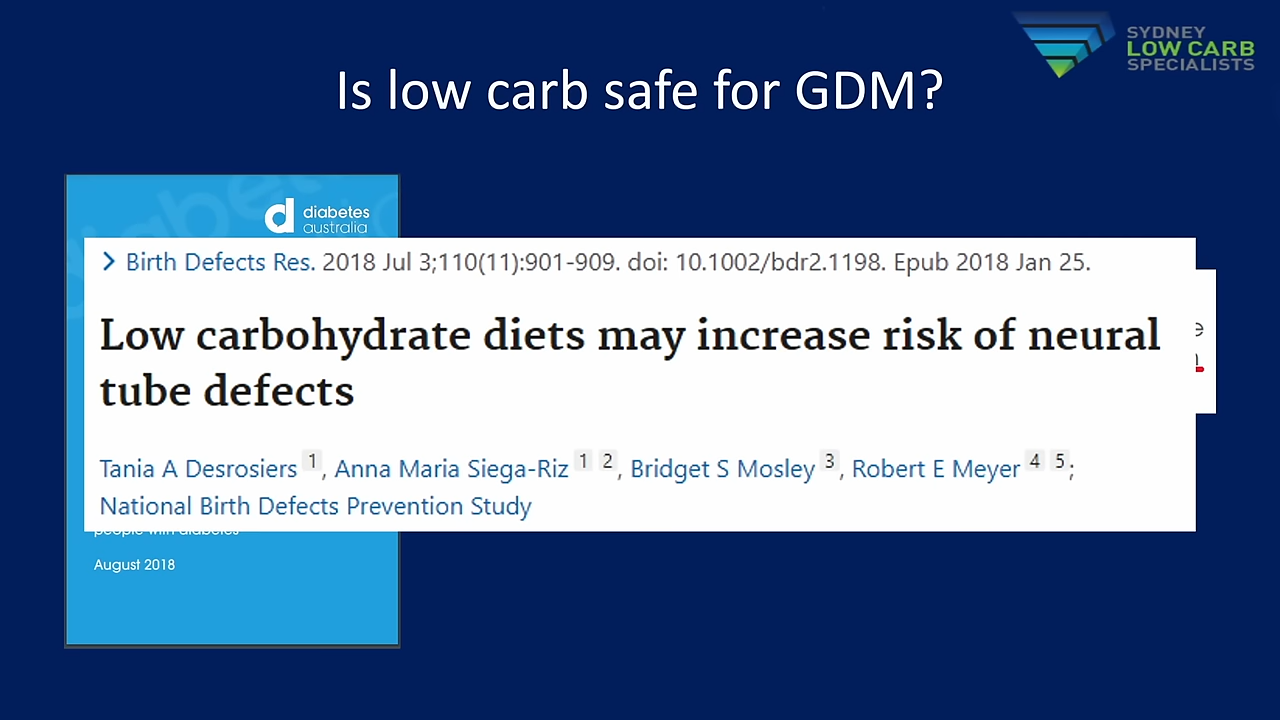 SYDNEY
LOW CARB
SPECIALISTS
Is low carb safe for GDM?
diabetes
australia
Birth Defects Res. 2018 Jul 3;110(11):901-909. doi: 10.1002/bdr2.1198. Epub 2018 Jan 25.
Low carbohydrate diets may increase risk of neural
tube defects
Tania A Desrosiers 1, Anna Maria Siega-Riz 1 2, Bridget S Mosley 3, Robert E Meyer 4 5;
National Birth Defects Prevention Study
people with diabetes
August 2018